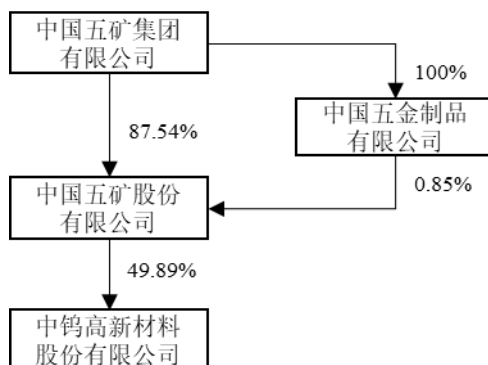 中国五矿集团
有限公司
100%
中国五金制品
有限公司
87.54%
0.85%
中国五矿股份
有限公司
49.89%
中钨高新材料
股份有限公司